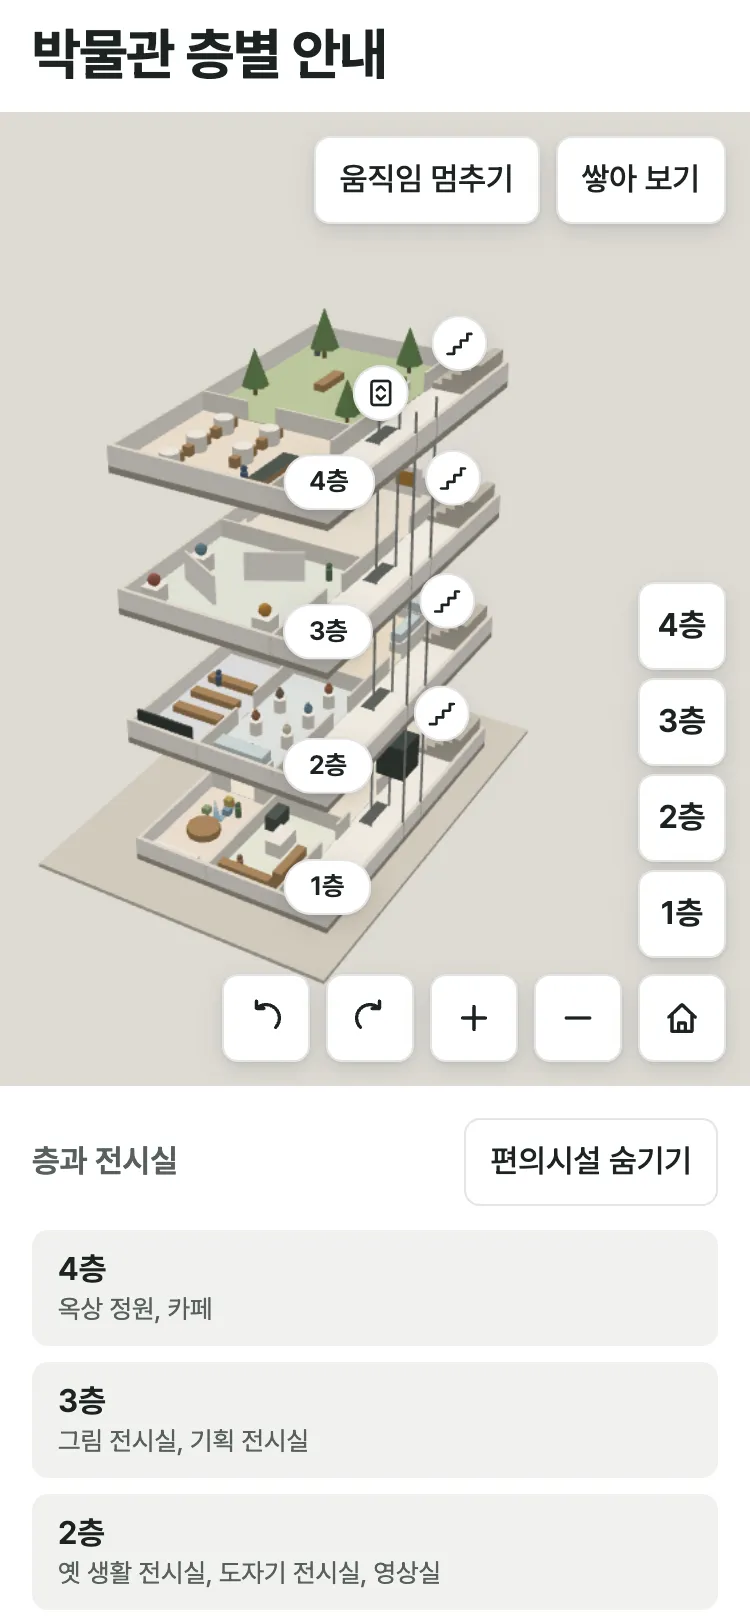 박물관 층별 안내
움직임 멈추기
쌓아 보기
4층
3층
2층
1층
4층
3층
2층
1층
층과 전시실
편의시설 숨기기
4층
옥상 정원, 카페
3층
그림 전시실, 기획 전시실
2층
옛 생활 전시실, 도자기 전시실, 영상실